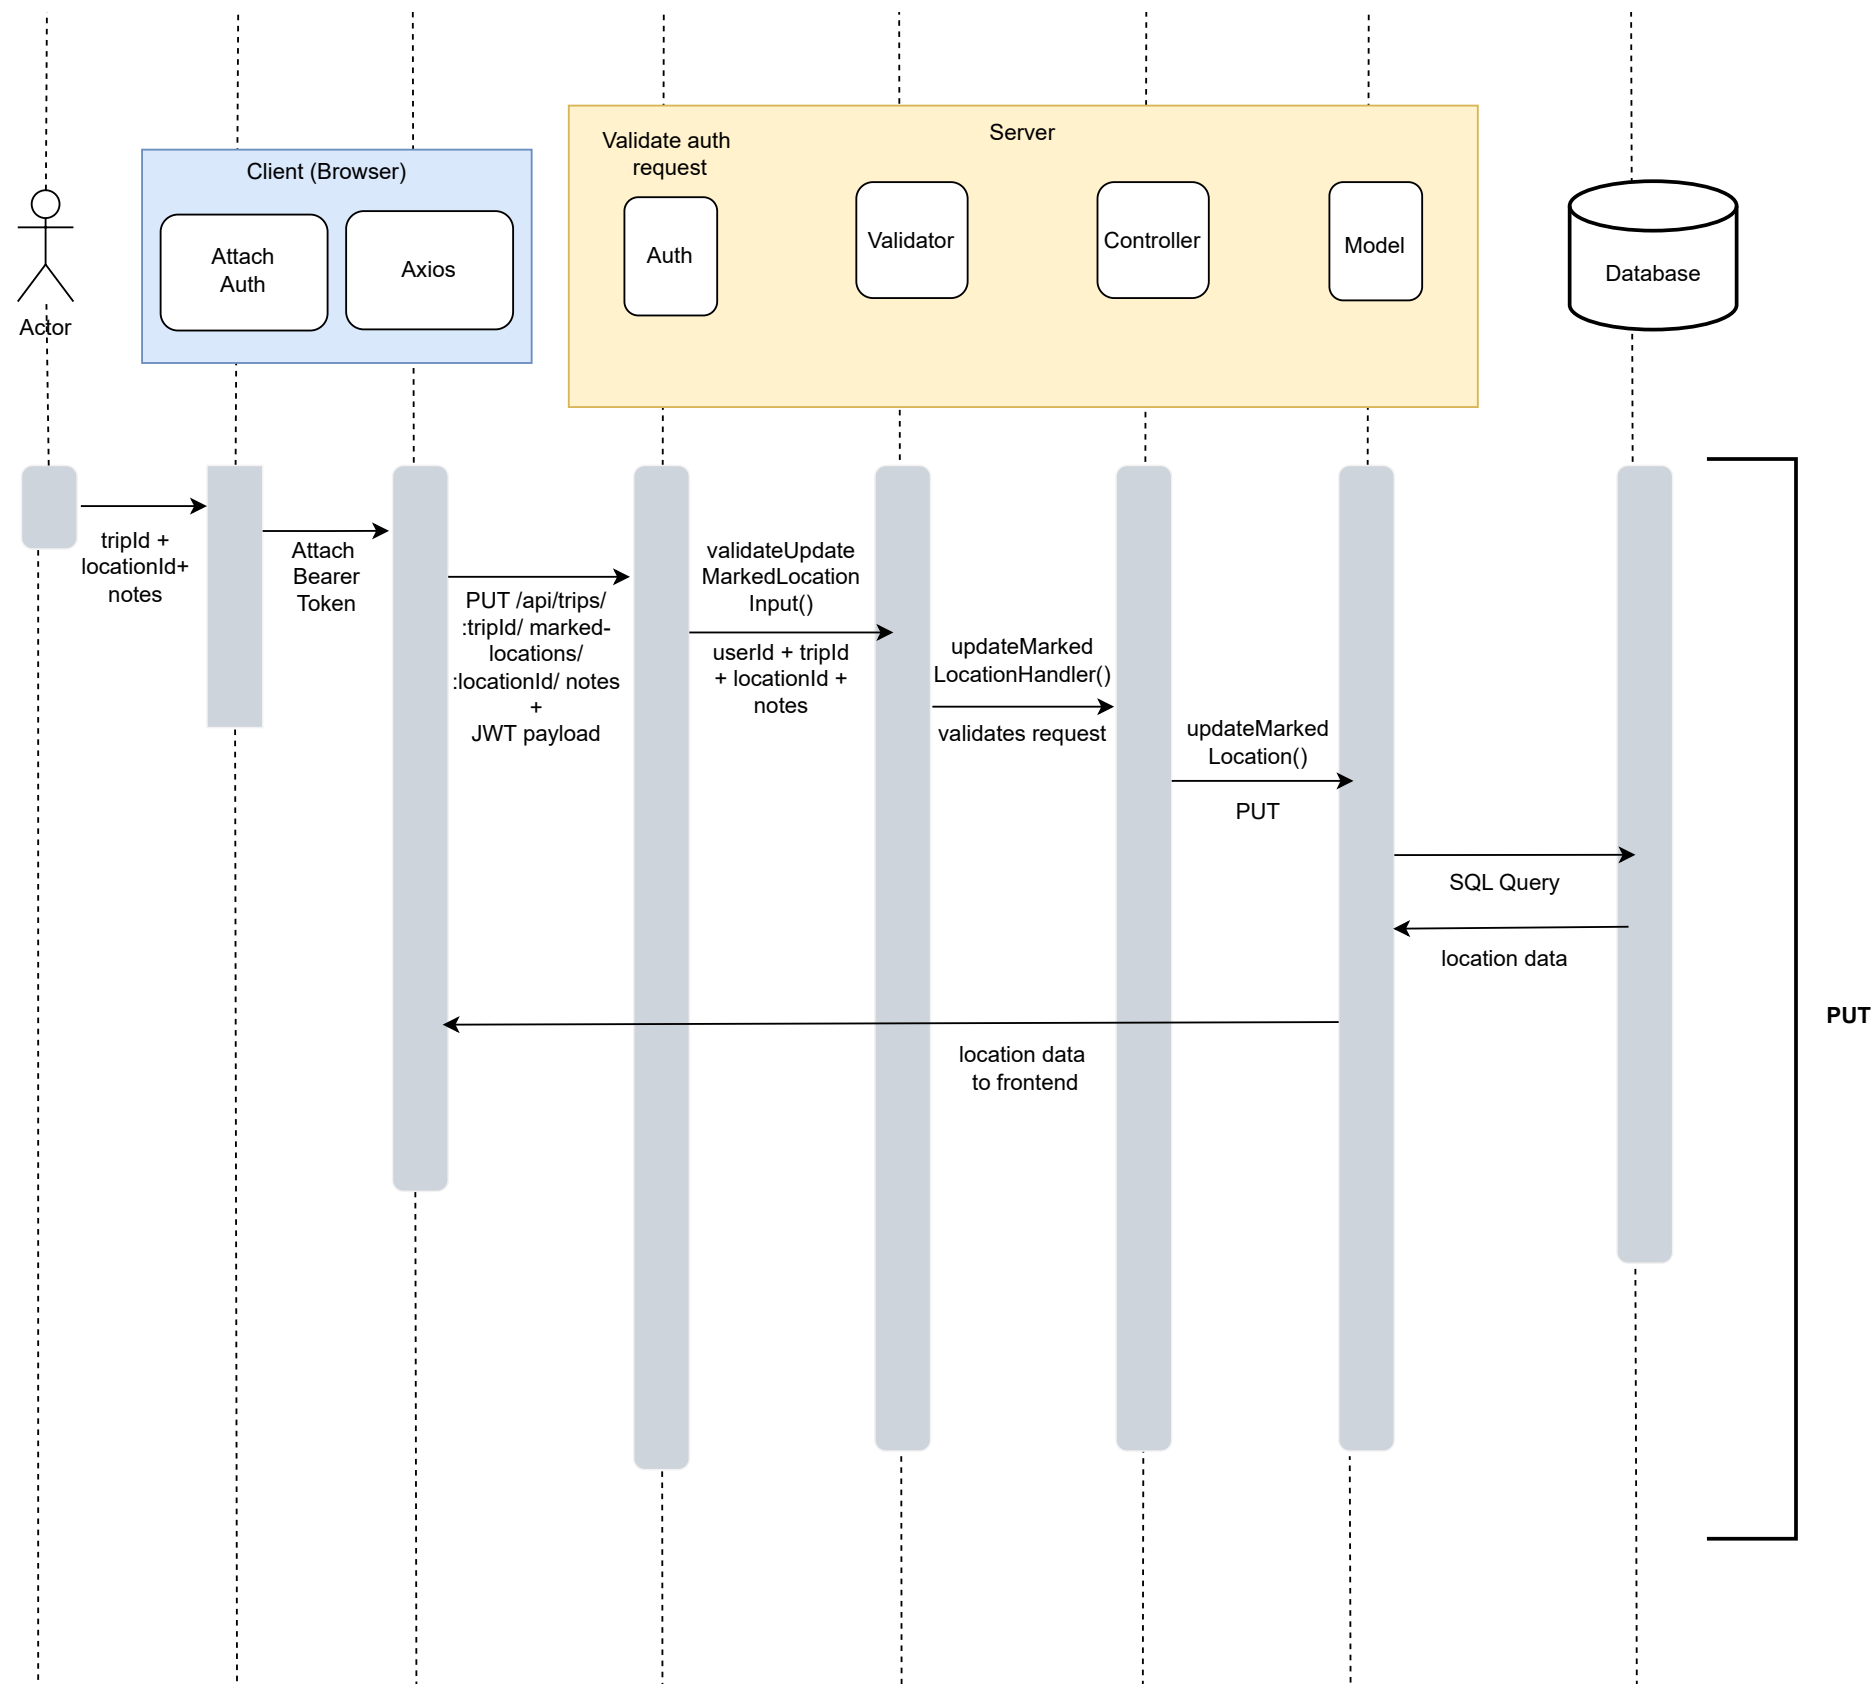 Server
Validate auth
request
Client (Browser)
Attach
Auth
Axios
Auth
Validator
Controller
Model
Database
Actor
tripId +
locationId+
notes
Attach
Bearer
Token
PUT /api/trips/
:tripId/ marked-
locations/
:locationId/ notes
+
JWT payload
validateUpdate
MarkedLocation
Input()
userId + tripId
+ locationId +
notes
updateMarked
LocationHandler()
validates request
updateMarked
Location()
PUT
SQL Query
location data
location data
to frontend
PUT